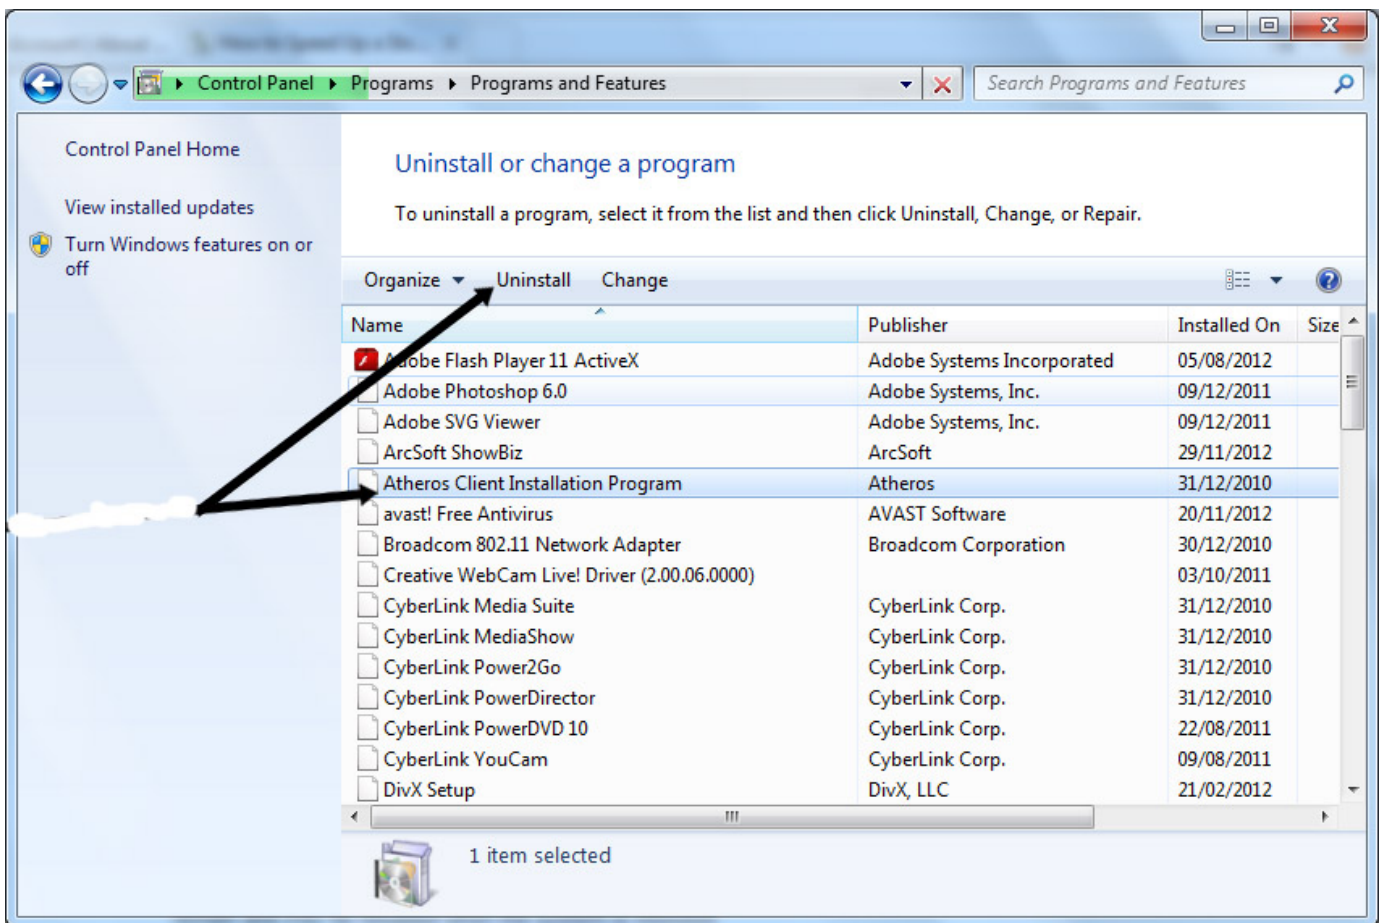 Control Panel Programs Programs and Features Search Programs and Features
Control Panel Home
View installed updates
Turn Windows features on or
off
Uninstall or change a program
To uninstall a program, select it from the list and then click Uninstall, Change, or Repair.
Organize Uninstall Change
Name Publisher Installed On Size
Adobe Flash Player 11 ActiveX Adobe Systems Incorporated 05/08/2012
Adobe Photoshop 6.0 Adobe Systems, Inc. 09/12/2011
Adobe SVG Viewer Adobe Systems, Inc. 09/12/2011
ArcSoft ShowBiz ArcSoft 29/11/2012
Atheros Client Installation Program Atheros 31/12/2010
avast! Free Antivirus AVAST Software 20/11/2012
Broadcom 802.11 Network Adapter Broadcom Corporation 30/12/2010
Creative WebCam Live! Driver (2.00.06.0000) 03/10/2011
CyberLink Media Suite CyberLink Corp. 31/12/2010
CyberLink MediaShow CyberLink Corp. 31/12/2010
CyberLink Power2Go CyberLink Corp. 31/12/2010
CyberLink PowerDirector CyberLink Corp. 31/12/2010
CyberLink PowerDVD 10 CyberLink Corp. 22/08/2011
CyberLink YouCam CyberLink Corp. 09/08/2011
DivX Setup DivX, LLC 21/02/2012
1 item selected